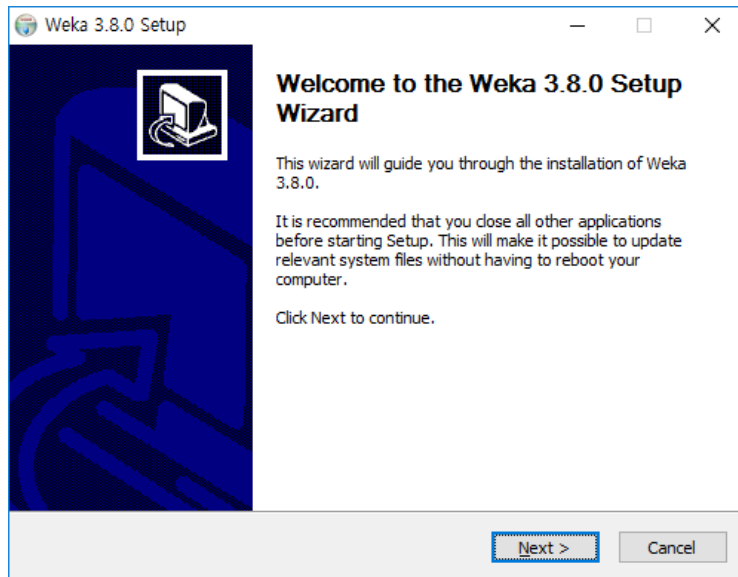 Weka 3.8.0 Setup
Welcome to the Weka 3.8.0 Setup
Wizard
This wizard will guide you through the installation of Weka
3.8.0.
It is recommended that you close all other applications
before starting Setup. This will make it possible to update
relevant system files without having to reboot your
computer.
Click Next to continue.
Next >
Cancel